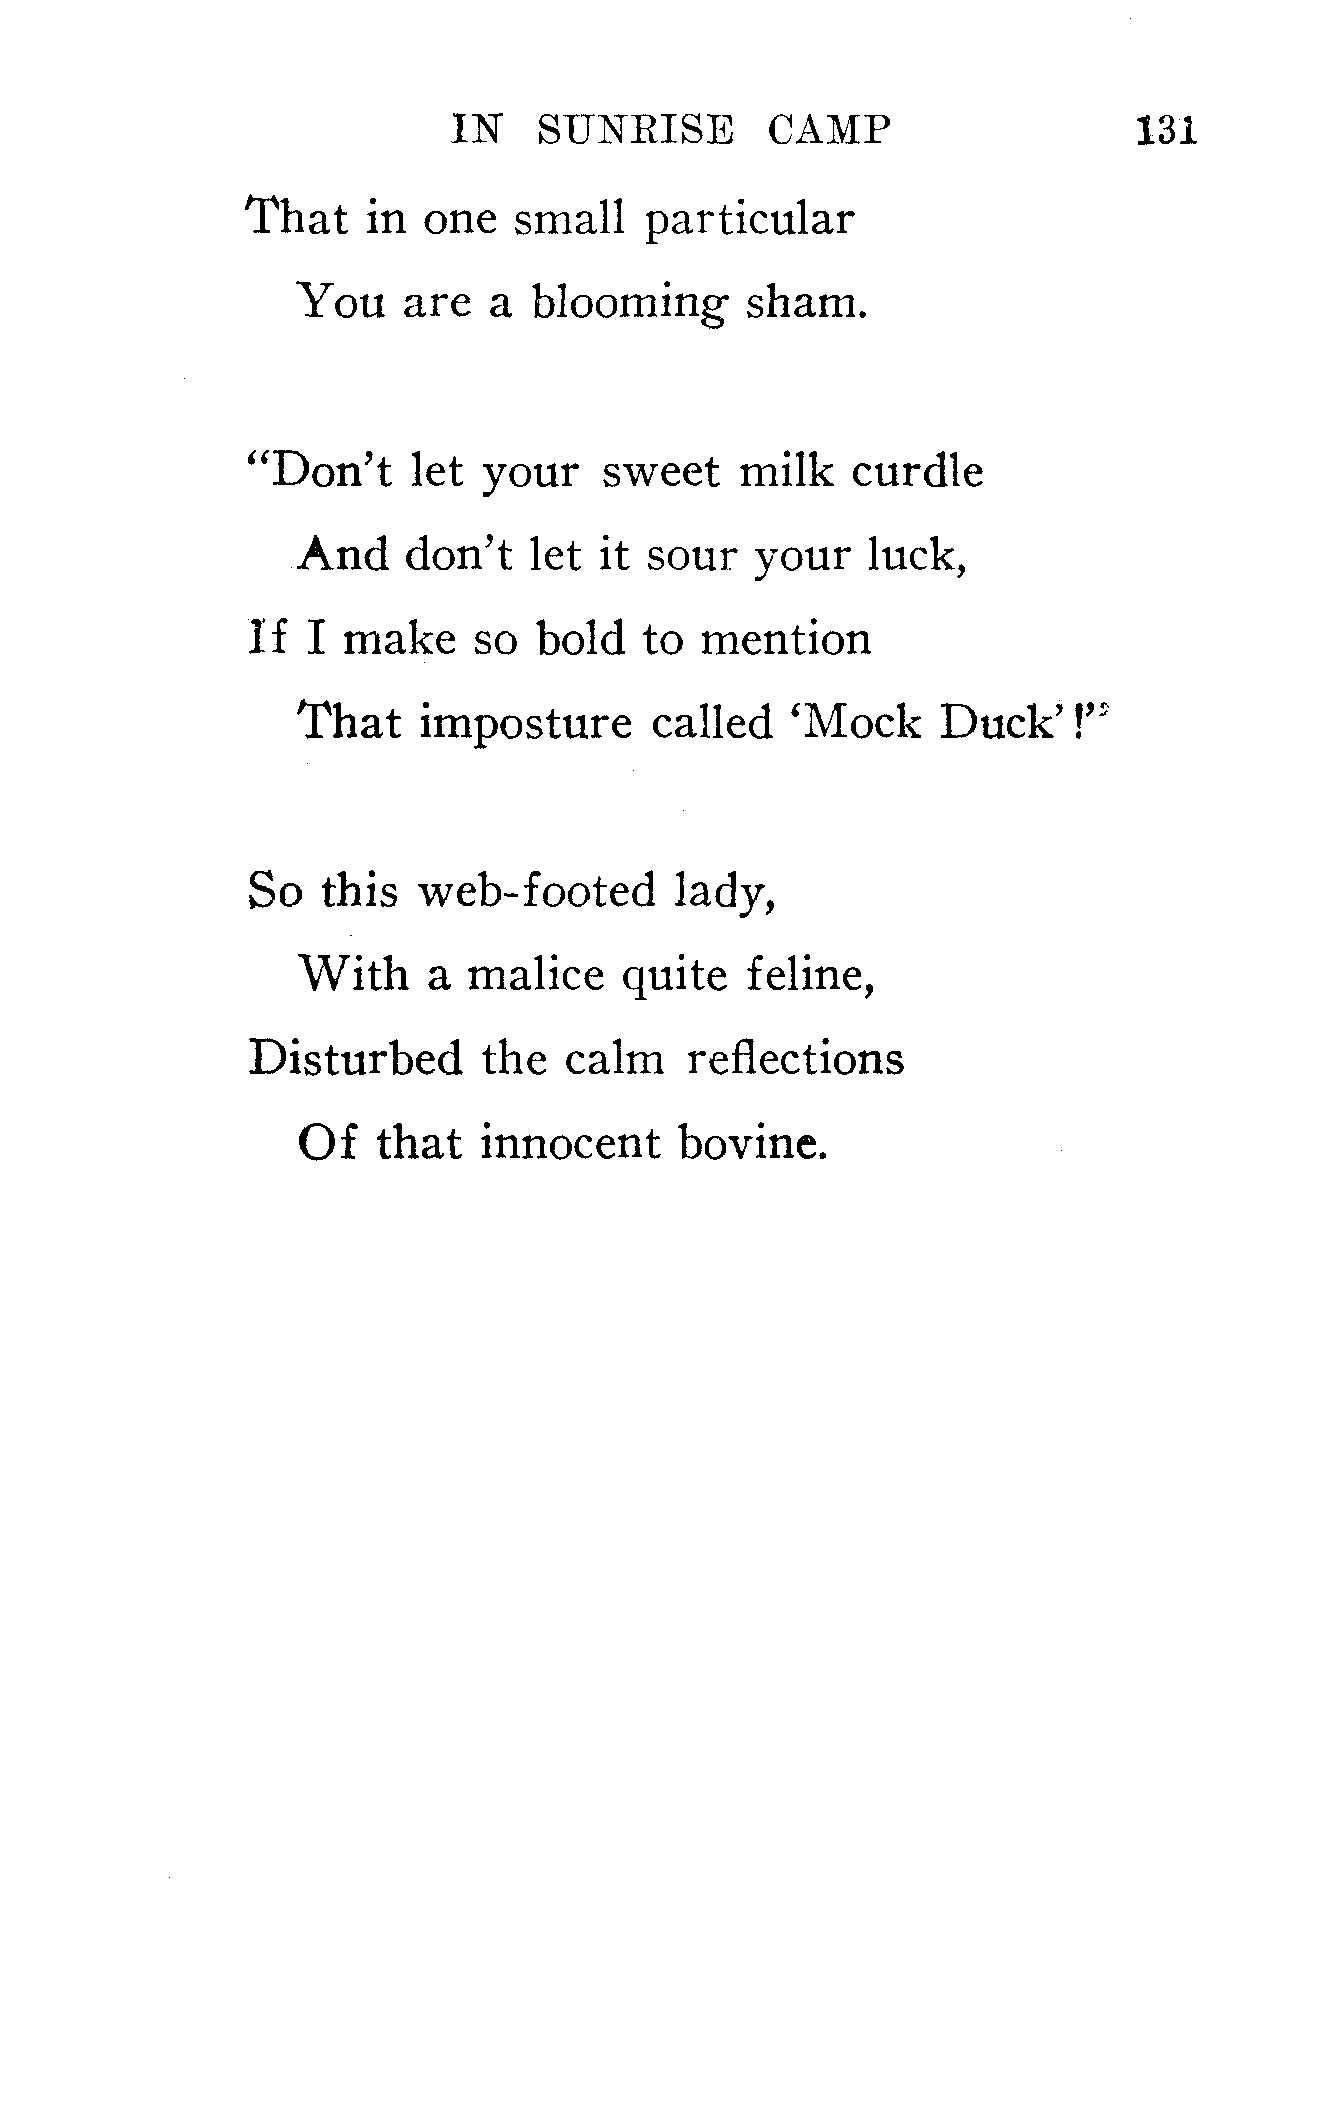 IN SUNRISE CAMP 131
That in one small particular
You are a blooming sham.
“Don’t let your sweet milk curdle
And don’t let it sour your luck,
If I make so bold to mention
That imposture called ‘Mock Duck’!”
So this web-footed lady,
With a malice quite feline,
Disturbed the calm reflections
Of that innocent bovine.